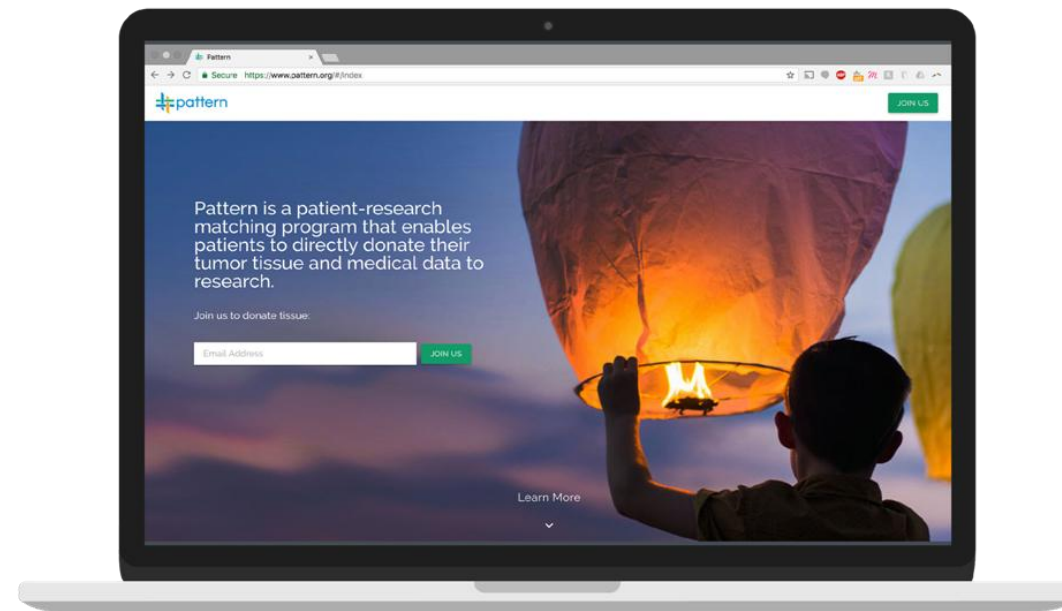 Pattern
Secure https://www.pattern.org/#/index
pattern
JOIN US
Pattern is a patient-research
matching program that enables
patients to directly donate their
tumor tissue and medical data to
research.
Join us to donate tissue:
Email Address
JOIN US
Learn More